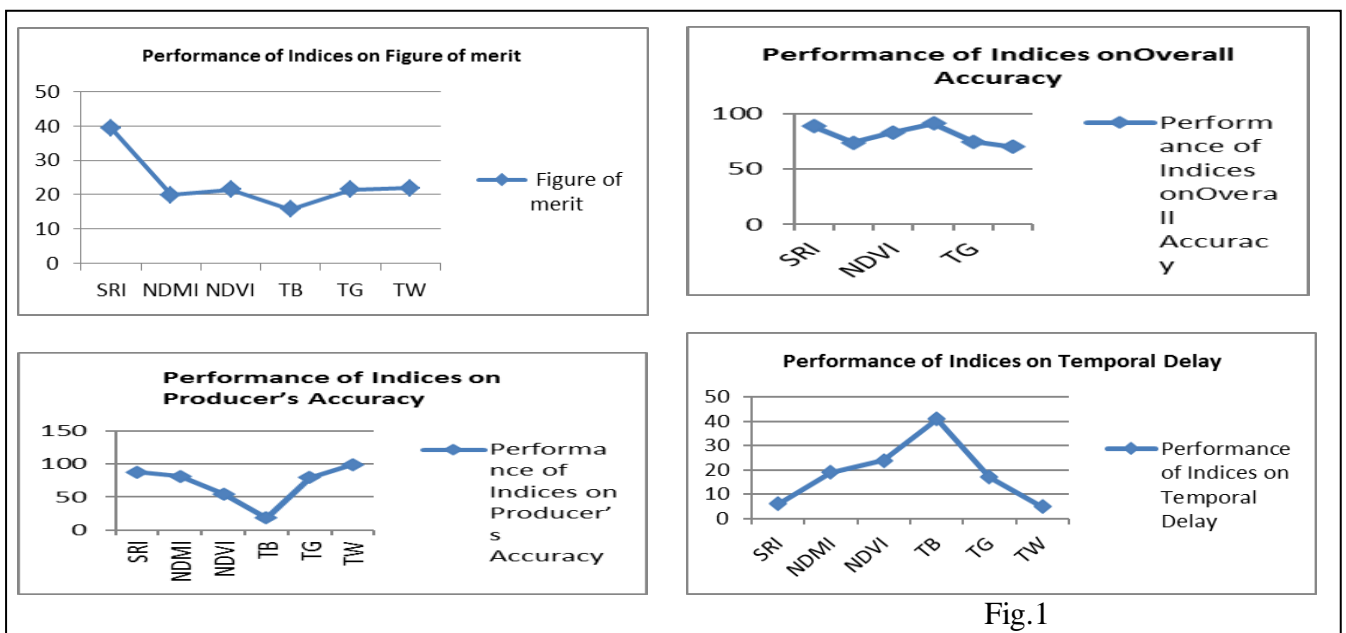 Performance of Indices on Figure of merit
50
40
30
20
10
0
SRI NDMI NDVI TB TG TW
Figure of
merit
Performance of Indices onOverall
Accuracy
100
50
0
SRI NDVI TG
Perform
ance of
Indices
onOvera
ll
Accurac
y
Performance of Indices on
Producer’s Accuracy
150
100
50
0
SRI NDMI NDVI TB TG TW
Performa
nce of
Indices on
Producer’
s
Accuracy
Performance of Indices on Temporal Delay
50
40
30
20
10
0
SRI NDMI NDVI TB TG TW
Performance
of Indices on
Temporal
Delay
Fig.1